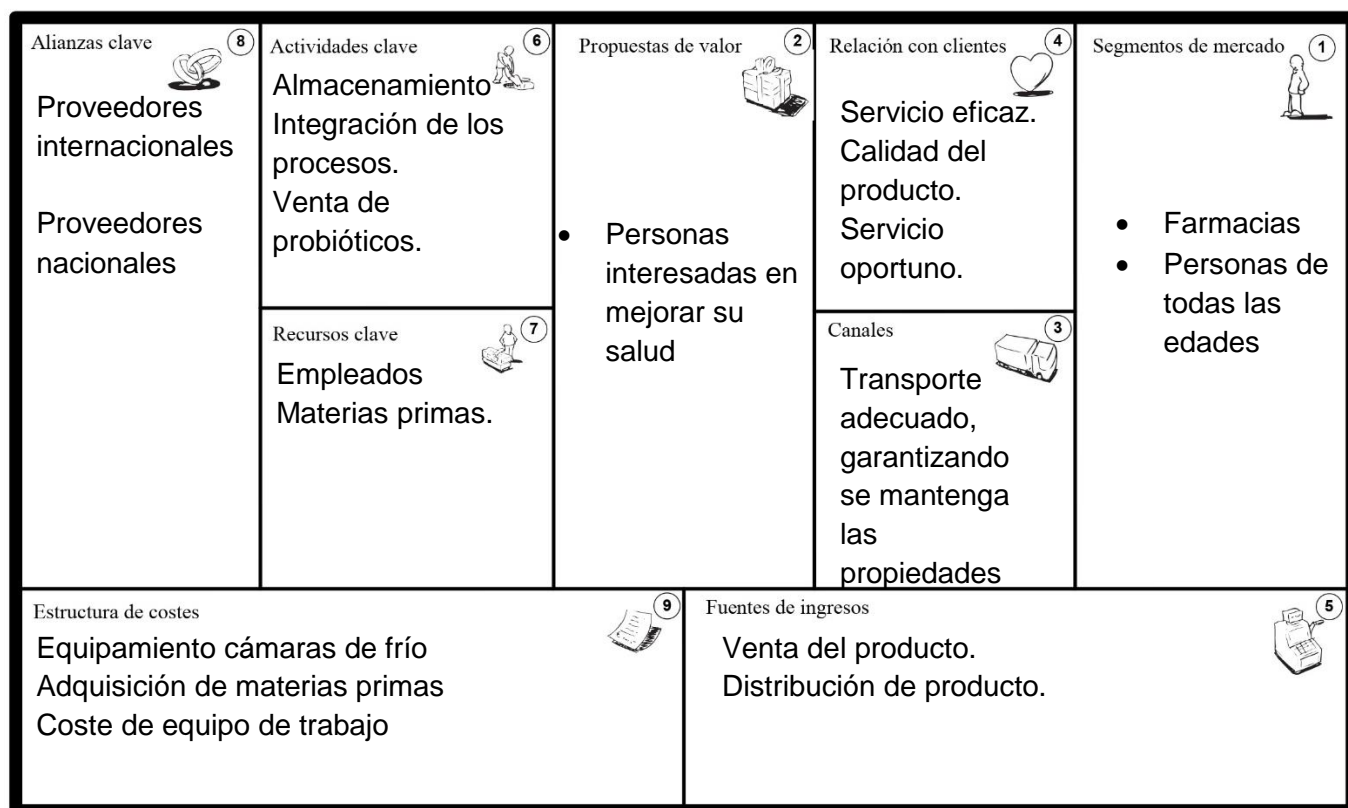 Alianzas clave
8
Proveedores
internacionales
Proveedores
nacionales
Actividades clave
6
Almacenamiento
Integración de los
procesos.
Venta de
probióticos.
Recursos clave
7
Empleados
Materias primas.
Propuestas de valor
2
• Personas
interesadas en
mejorar su
salud
Relación con clientes
4
Servicio eficaz.
Calidad del
producto.
Servicio
oportuno.
Canales
3
Transporte
adecuado,
garantizando
se mantenga
las
propiedades
Segmentos de mercado
1
• Farmacias
• Personas de
todas las
edades
Estructura de costes
9
Equipamiento cámaras de frío
Adquisición de materias primas
Coste de equipo de trabajo
Fuentes de ingresos
5
Venta del producto.
Distribución de producto.